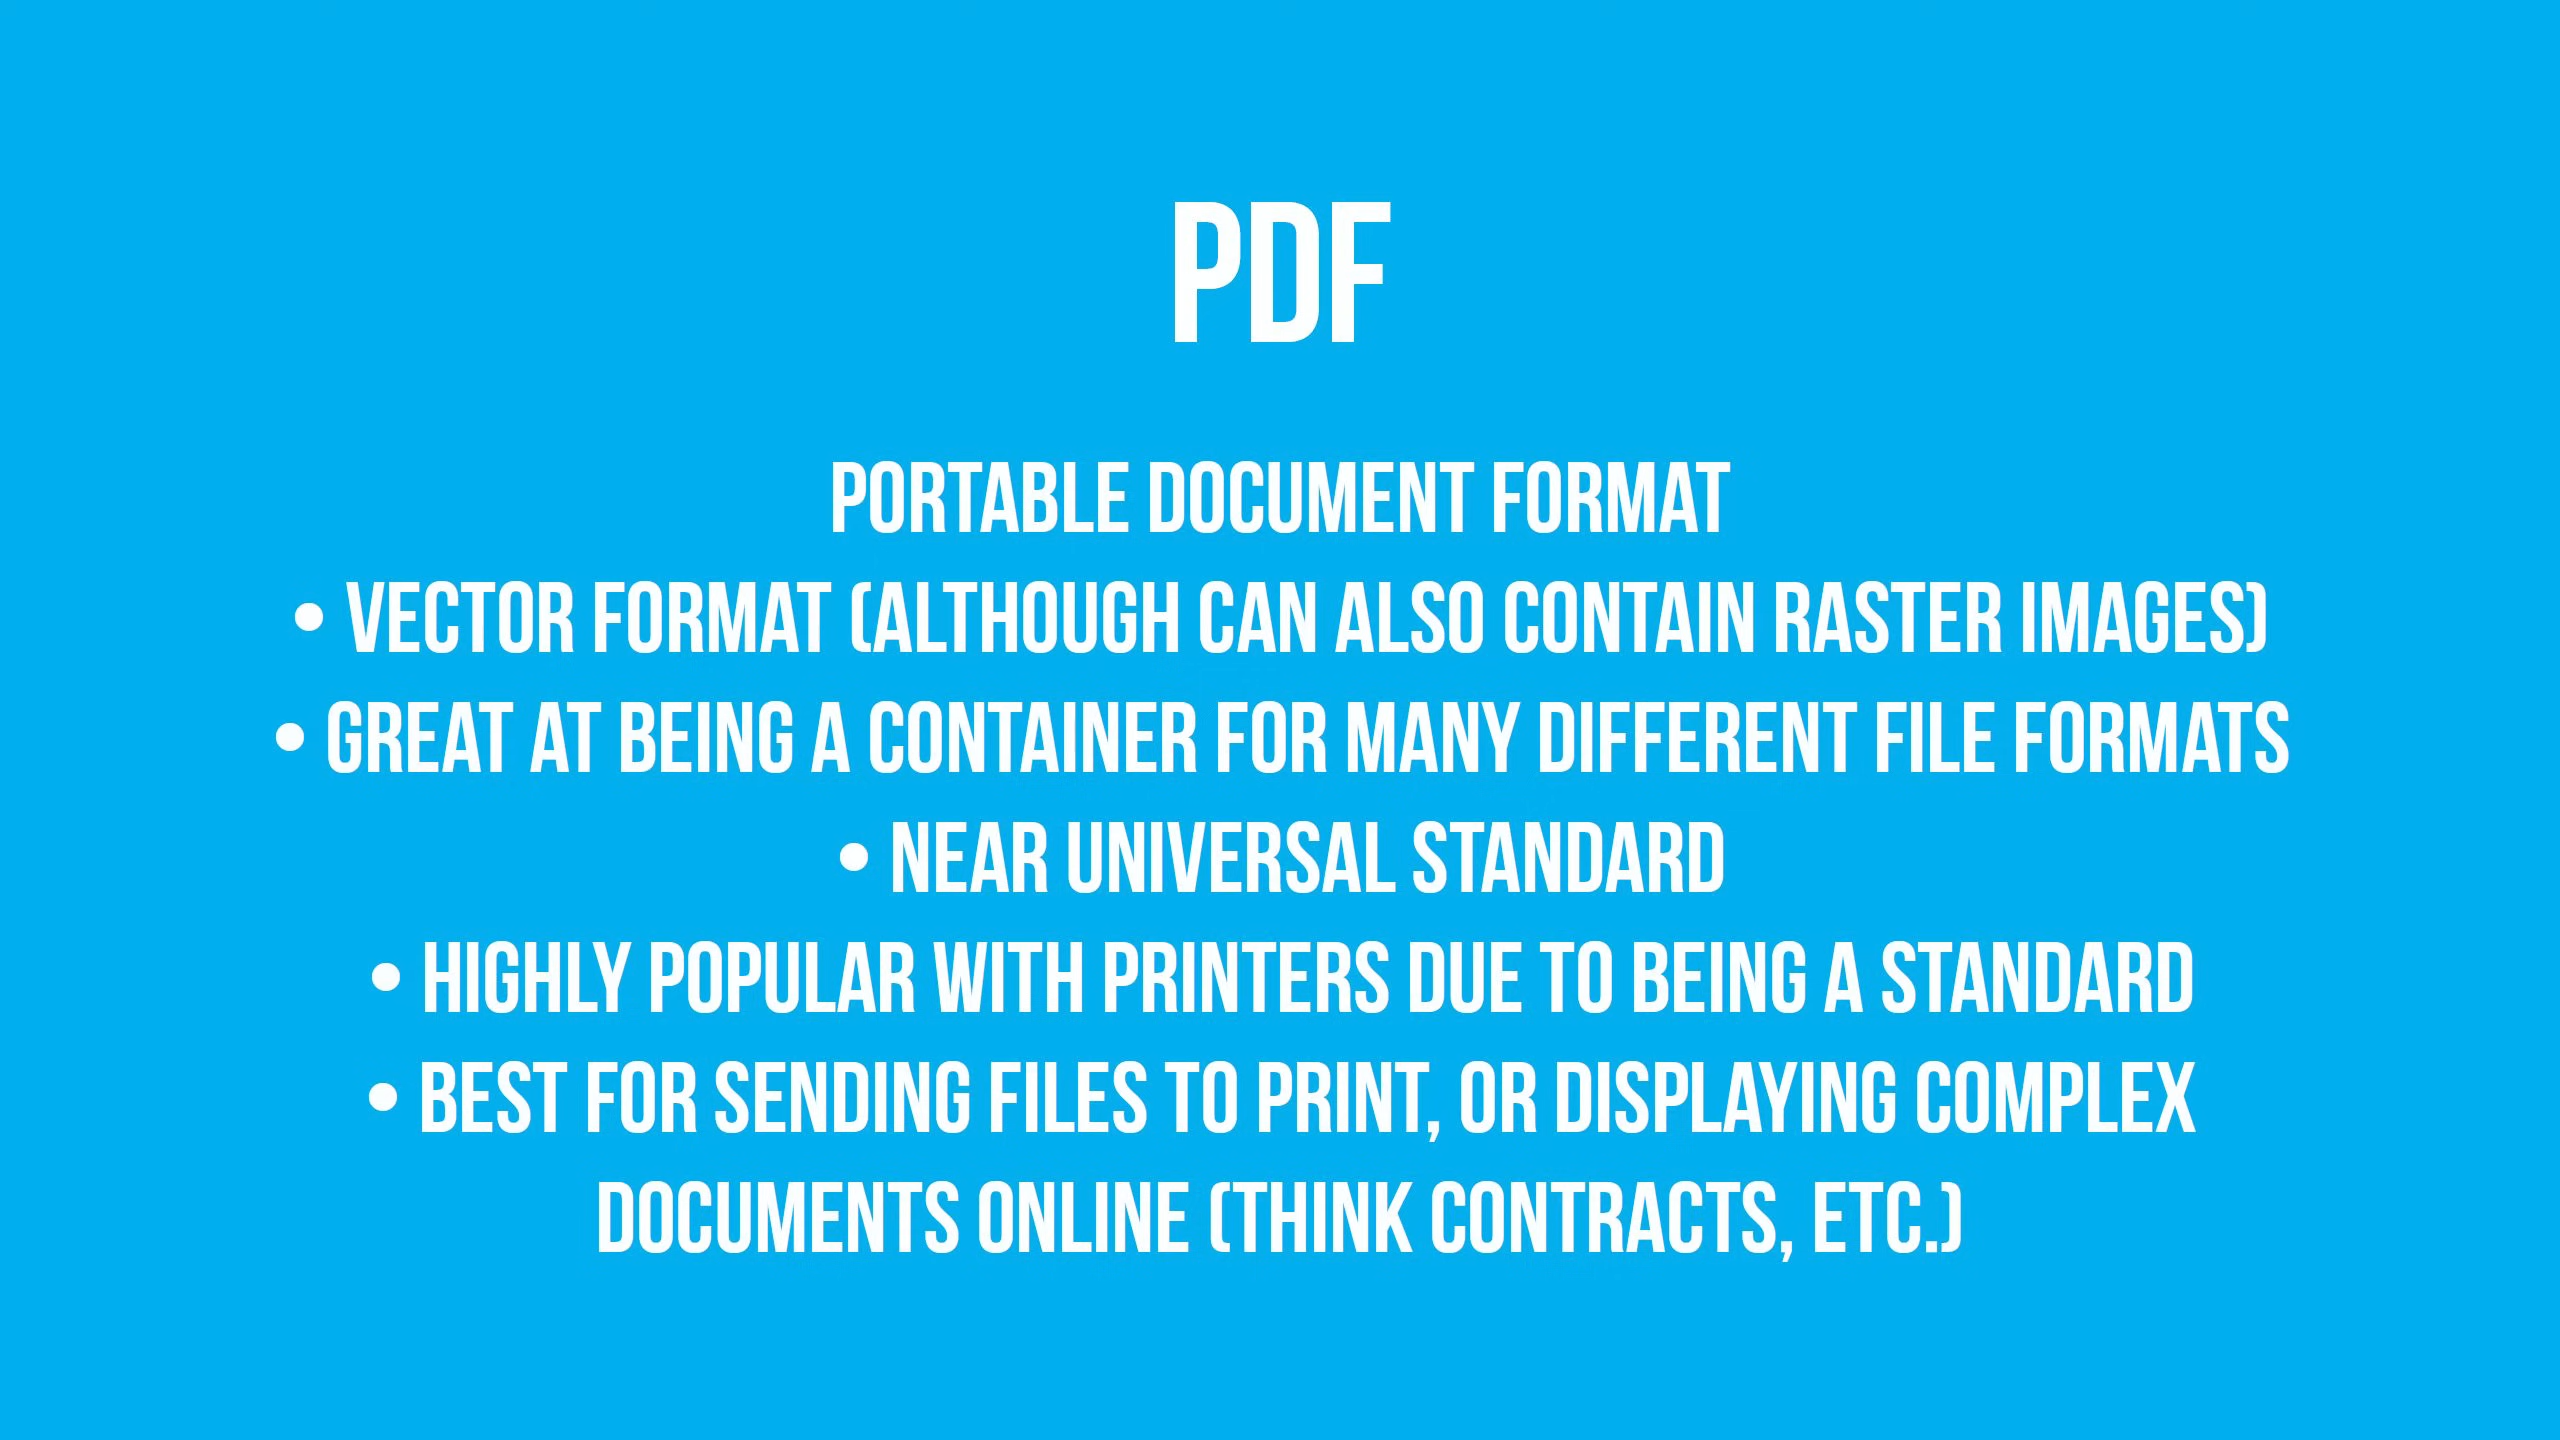 PDF
PORTABLE DOCUMENT FORMAT
• VECTOR FORMAT (ALTHOUGH CAN ALSO CONTAIN RASTER IMAGES)
• GREAT AT BEING A CONTAINER FOR MANY DIFFERENT FILE FORMATS
• NEAR UNIVERSAL STANDARD
• HIGHLY POPULAR WITH PRINTERS DUE TO BEING A STANDARD
• BEST FOR SENDING FILES TO PRINT, OR DISPLAYING COMPLEX
DOCUMENTS ONLINE (THINK CONTRACTS, ETC.)